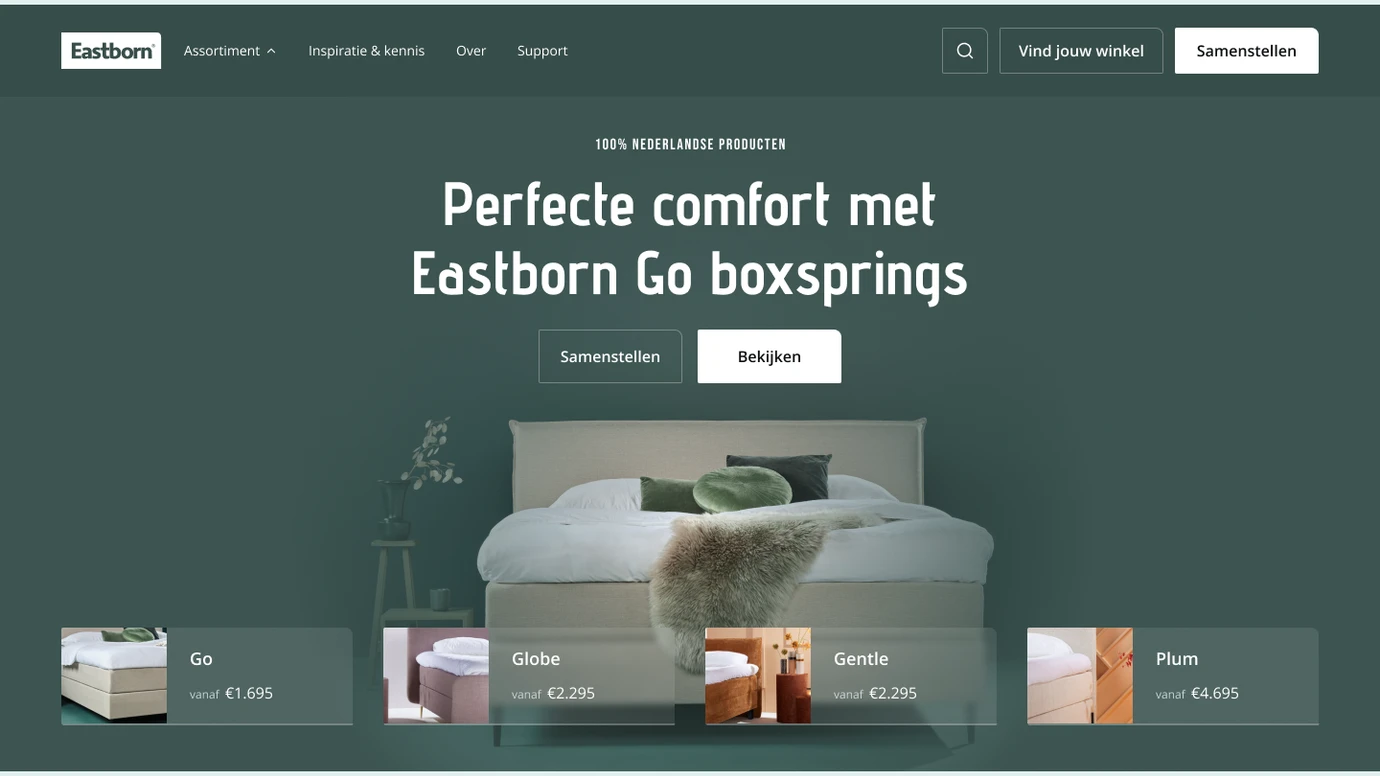 Eastborn®
Assortiment
Inspiratie & kennis
Over
Support
Vind jouw winkel
Samenstellen
100% NEDERLANDSE PRODUCTEN
Perfecte comfort met
Eastborn Go boxsprings
Samenstellen
Bekijken
Go
vanaf €1.695
Globe
vanaf €2.295
Gentle
vanaf €2.295
Plum
vanaf €4.695